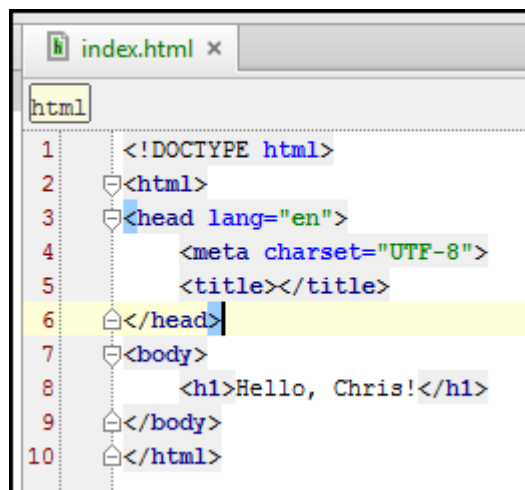 index.html ×
html
1 <!DOCTYPE html>
2 <html>
3 <head lang="en">
4 <meta charset="UTF-8">
5 <title></title>
6 </head>
7 <body>
8 <h1>Hello, Chris!</h1>
9 </body>
10 </html>